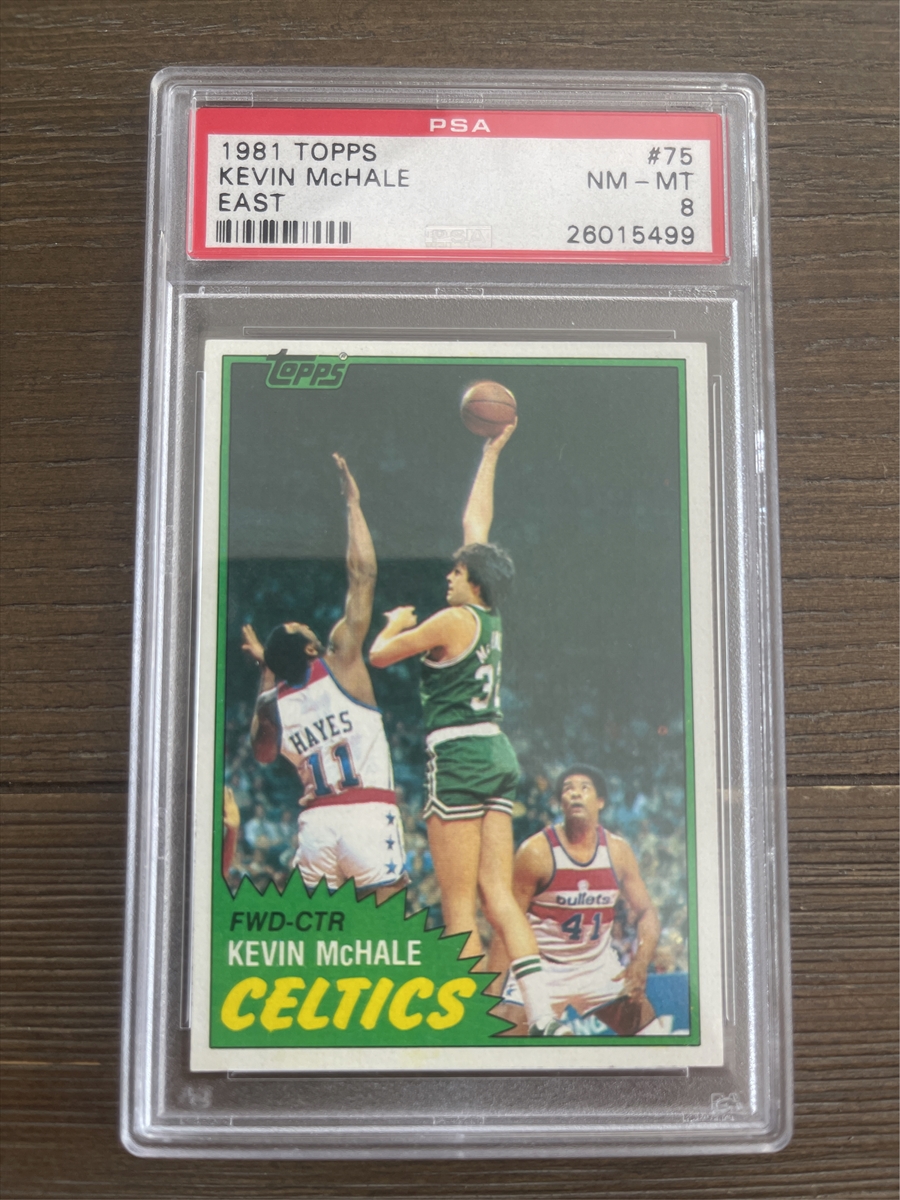 PSA
1981 TOPPS #75
KEVIN McHALE NM – MT
EAST 8
26015499
TOPPS®
HAYES
11
bullets
41
FWD-CTR
KEVIN McHALE
CELTICS